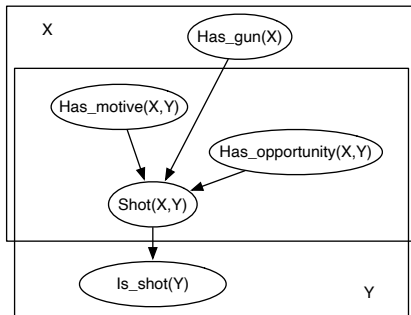 X
Has_gun(X)
Has_motive(X,Y)
Has_opportunity(X,Y)
Shot(X,Y)
Is_shot(Y)
Y